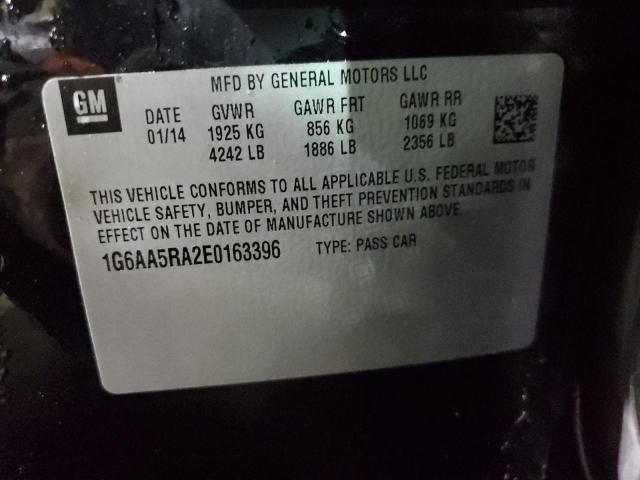 MFD BY GENERAL MOTORS LLC
GM
DATE GVWR GAWR FRT GAWR RR
01/14 1925 KG 856 KG 1069 KG
4242 LB 1886 LB 2356 LB
THIS VEHICLE CONFORMS TO ALL APPLICABLE U.S. FEDERAL MOTOR
VEHICLE SAFETY, BUMPER, AND THEFT PREVENTION STANDARDS IN
EFFECT ON THE DATE OF MANUFACTURE SHOWN ABOVE.
1G6AA5RA2E0163396 TYPE: PASS CAR